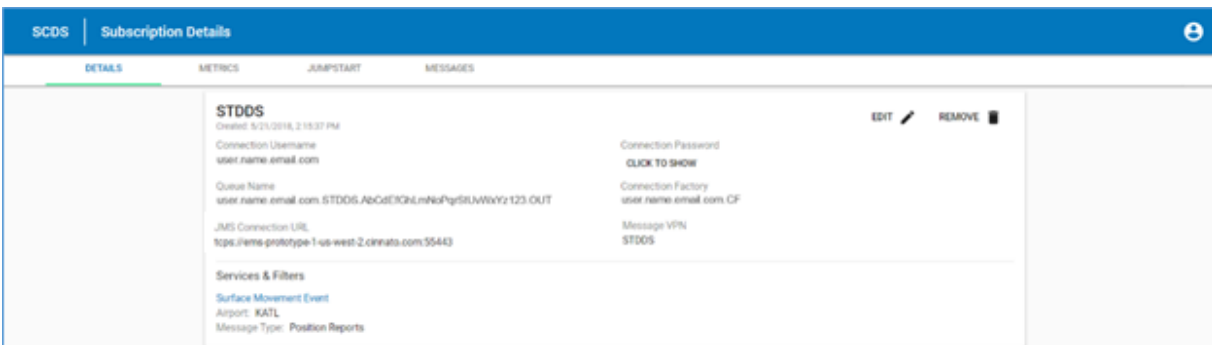 SCDS Subscription Details
DETAILS METRICS JUMPSTART MESSAGES
STDDS
EDIT REMOVE
Created: 5/21/2018, 2:15:37 PM
Connection Username Connection Password
user.name.email.com CLICK TO SHOW
Queue Name Connection Factory
user.name.email.com.STDDS.AbCdEfGhLmNoPqrStUvWxYz123.OUT user.name.email.com.CF
JMS Connection URL Message VPN
tcps://ems-prototype-1-us-west-2.cinnato.com:55443 STDDS
Services & Filters
Surface Movement Event
Airport: KATL
Message Type: Position Reports